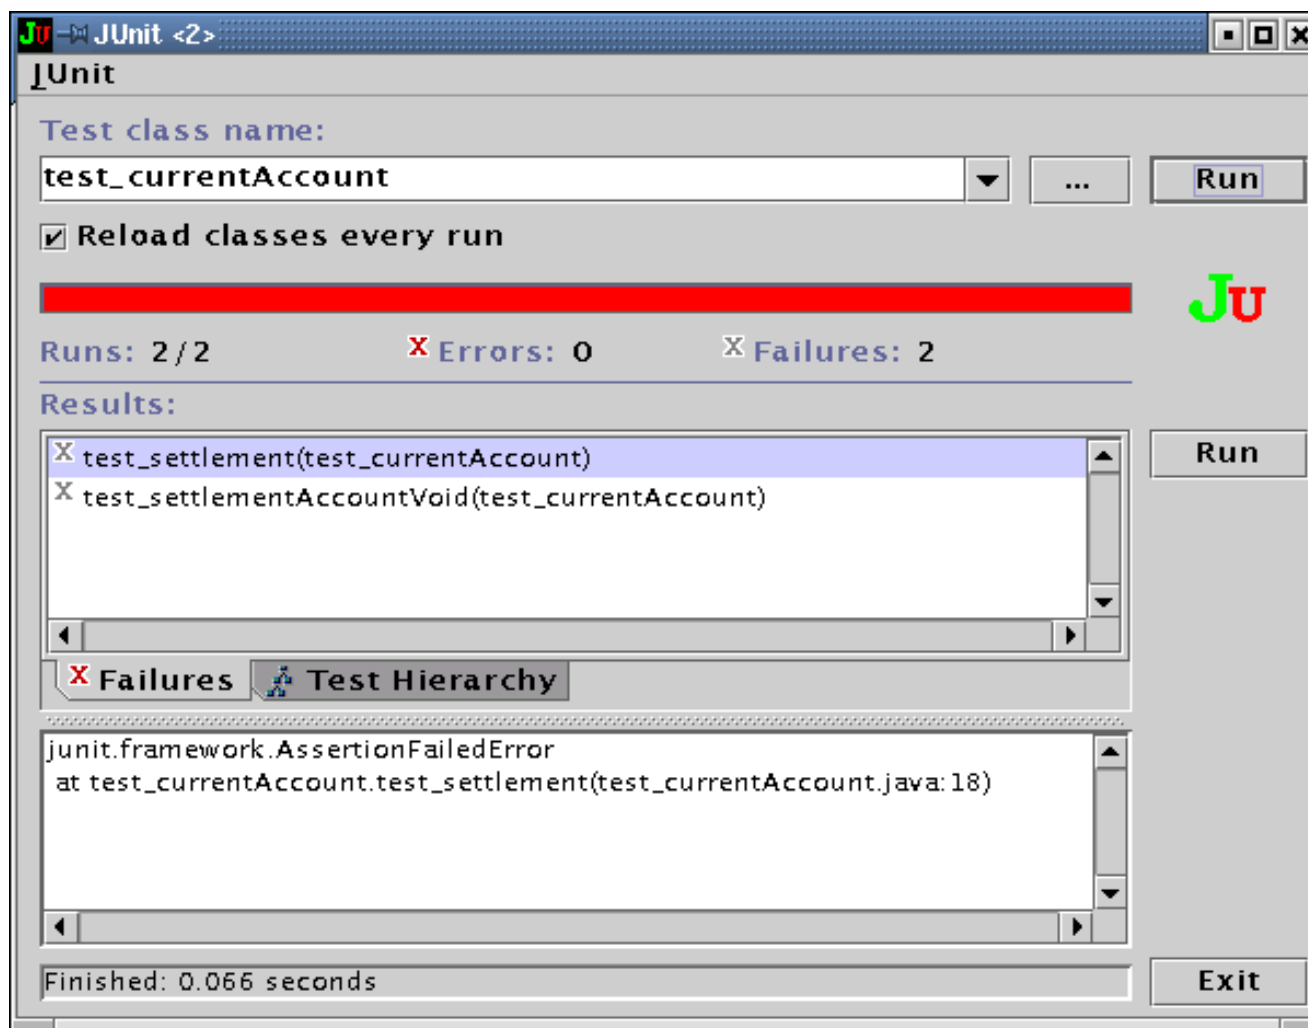 JU JUnit <2>
JUnit
Test class name:
test_currentAccount ... Run
Reload classes every run
JU
Runs: 2/2 X Errors: 0 X Failures: 2
Results:
X test_settlement(test_currentAccount) Run
X test_settlementAccountVoid(test_currentAccount)
X Failures Test Hierarchy
junit.framework.AssertionFailedError
at test_currentAccount.test_settlement(test_currentAccount.java:18)
Finished: 0.066 seconds Exit